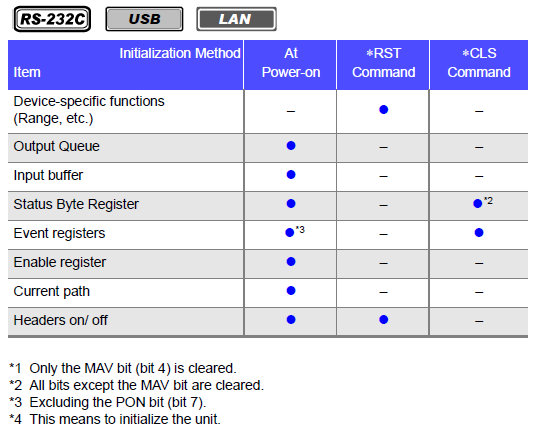 RS-232C USB LAN
Initialization Method At ∗RST ∗CLS
Item Power-on Command Command
Device-specific functions
(Range, etc.) – ● –
Output Queue ● – –
Input buffer ● – –
Status Byte Register ● – ●*2
Event registers ●*3 – ●
Enable register ● – –
Current path ● – –
Headers on/ off ● ● –
*1 Only the MAV bit (bit 4) is cleared.
*2 All bits except the MAV bit are cleared.
*3 Excluding the PON bit (bit 7).
*4 This means to initialize the unit.